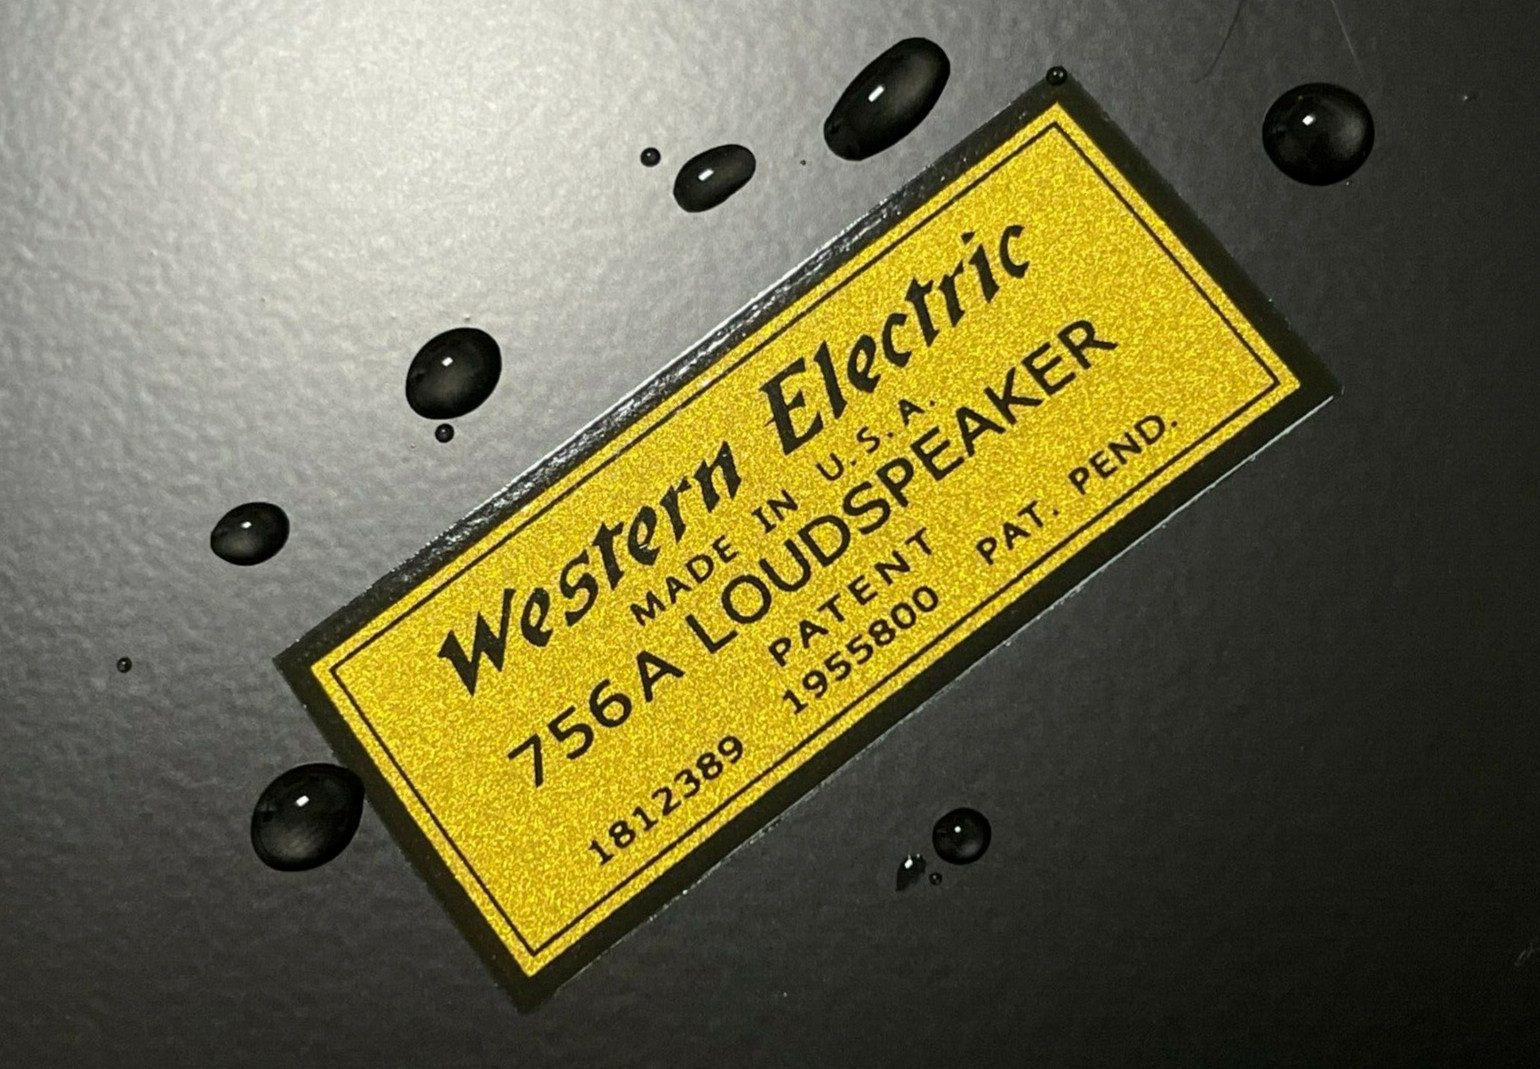 Western Electric
MADE IN U.S.A.
756A LOUDSPEAKER
PATENT
1812389 1955800 PAT. PEND.